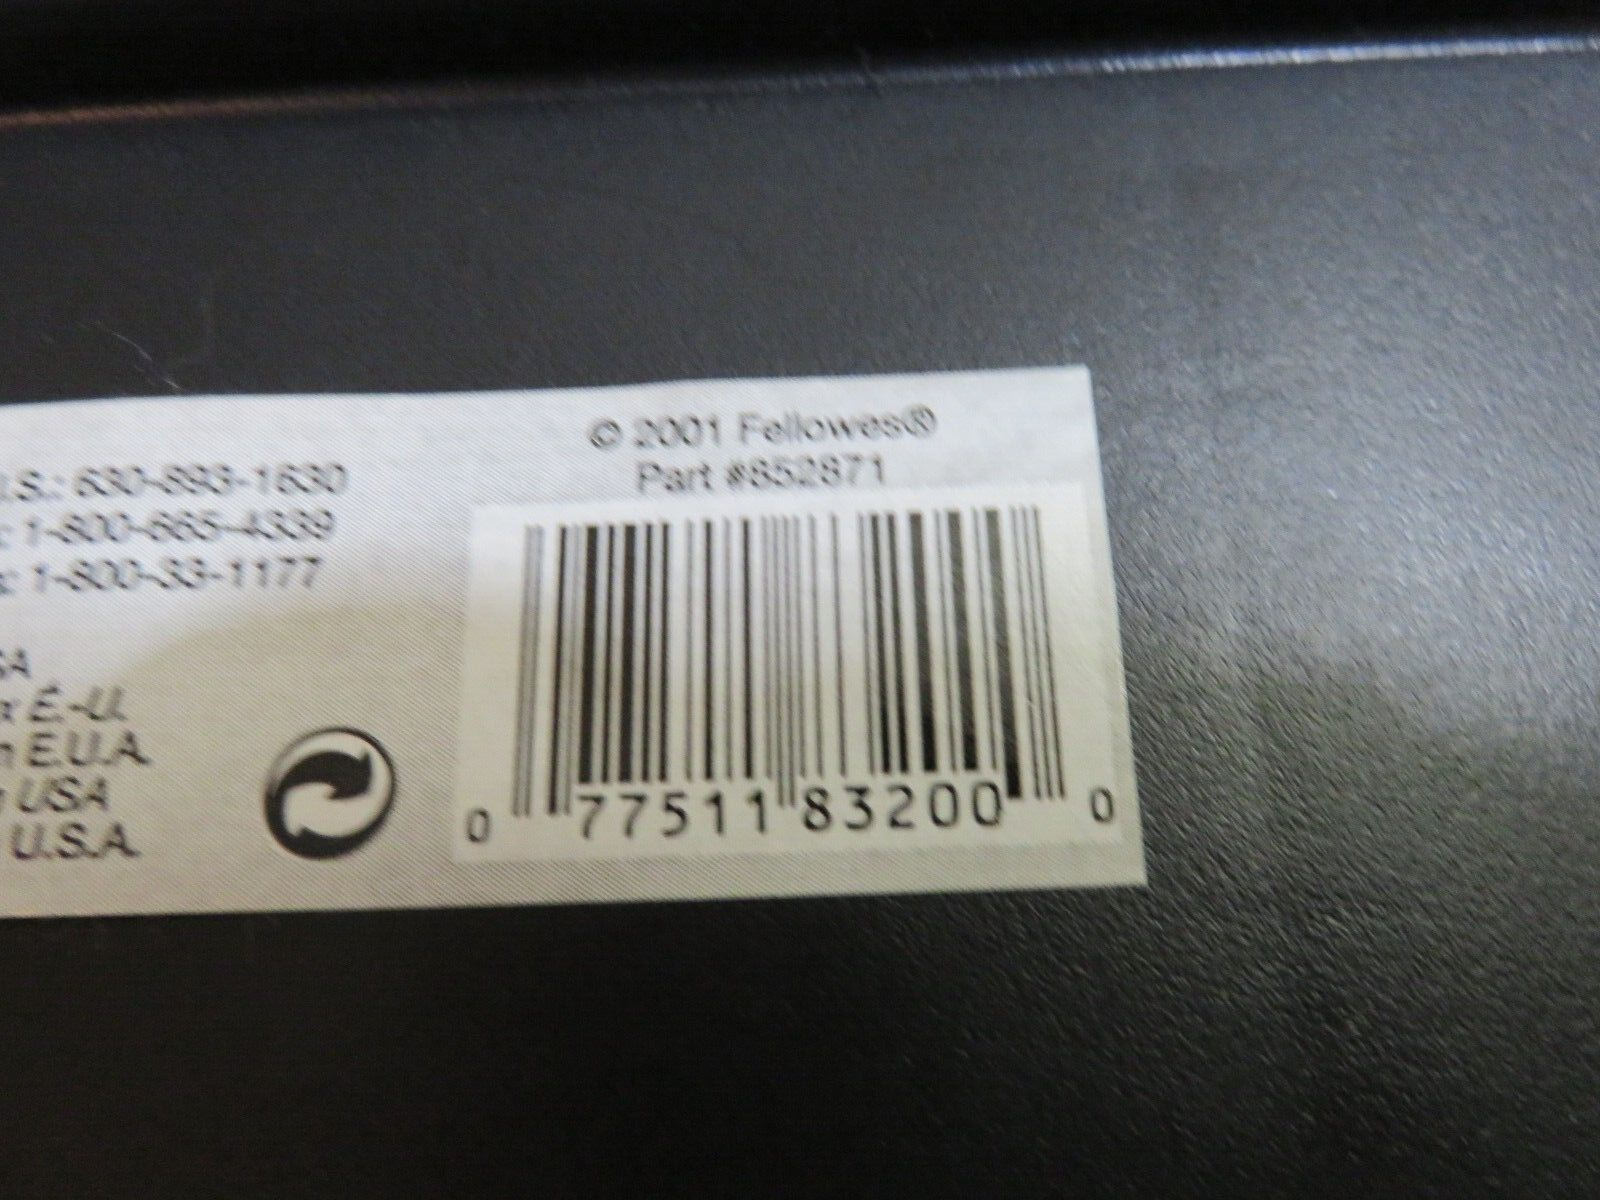 © 2001 Fellowes®
Part #852871
.S.: 630-893-1630
: 1-800-665-4339
: 1-800-33-1177
SA
x É.-U.
n E.U.A.
USA
U.S.A.
0 77511 83200 0